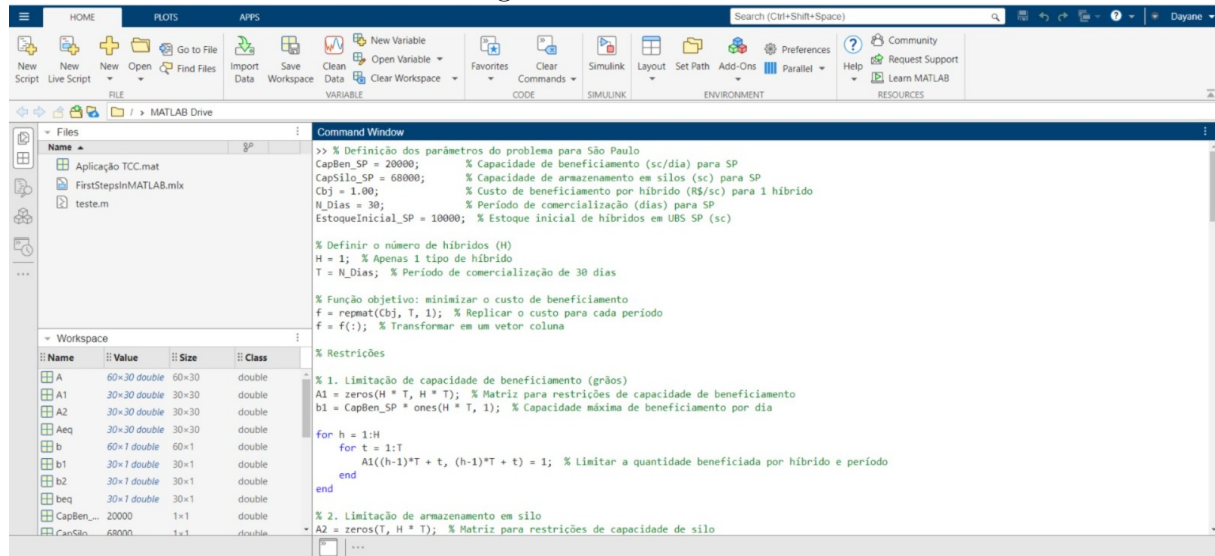 HOME PLOTS APPS Search (Ctrl+Shift+Space) Dayane
New Script
New Live Script
New
Open
Go to File
Find Files
FILE
Import Data
Save Workspace
Clean Data
New Variable
Open Variable
Clear Workspace
VARIABLE
Favorites
Clear Commands
CODE
Simulink
SIMULINK
Layout
Set Path
Add-Ons
Preferences
Parallel
ENVIRONMENT
Help
Community
Request Support
Learn MATLAB
RESOURCES
/ > MATLAB Drive
Files
Name
Aplicação TCC.mat
FirstStepsInMATLAB.mlx
teste.m
Workspace
Name Value Size Class
A 60×30 double 60×30 double
A1 30×30 double 30×30 double
A2 30×30 double 30×30 double
Aeq 30×30 double 30×30 double
b 60×1 double 60×1 double
b1 30×1 double 30×1 double
b2 30×1 double 30×1 double
beq 30×1 double 30×1 double
CapBen_... 20000 1×1 double
CapSilo 68000 1×1 double
Command Window
>> % Definição dos parâmetros do problema para São Paulo
CapBen_SP = 20000; % Capacidade de beneficiamento (sc/dia) para SP
CapSilo_SP = 68000; % Capacidade de armazenamento em silos (sc) para SP
Cbj = 1.00; % Custo de beneficiamento por híbrido (R$/sc) para 1 híbrido
N_Dias = 30; % Período de comercialização (dias) para SP
EstoqueInicial_SP = 10000; % Estoque inicial de híbridos em UBS SP (sc)
% Definir o número de híbridos (H)
H = 1; % Apenas 1 tipo de híbrido
T = N_Dias; % Período de comercialização de 30 dias
% Função objetivo: minimizar o custo de beneficiamento
f = repmat(Cbj, T, 1); % Replicar o custo para cada período
f = f(:); % Transformar em um vetor coluna
% Restrições
% 1. Limitação de capacidade de beneficiamento (grãos)
A1 = zeros(H * T, H * T); % Matriz para restrições de capacidade de beneficiamento
b1 = CapBen_SP * ones(H * T, 1); % Capacidade máxima de beneficiamento por dia
for h = 1:H
for t = 1:T
A1((h-1)*T + t, (h-1)*T + t) = 1; % Limitar a quantidade beneficiada por híbrido e período
end
end
% 2. Limitação de armazenamento em silo
A2 = zeros(T, H * T); % Matriz para restrições de capacidade de silo